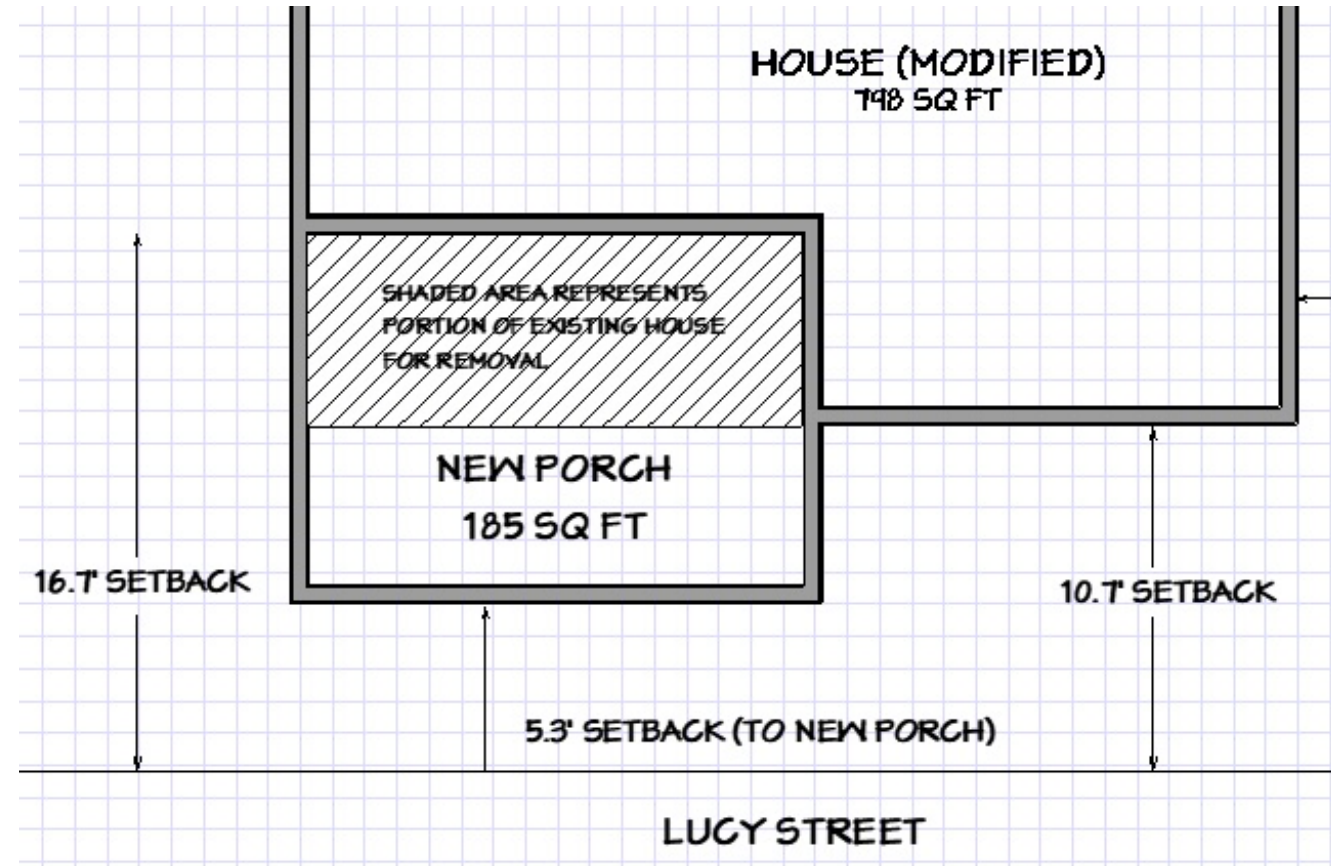 HOUSE (MODIFIED)
798 SQ FT
SHADED AREA REPRESENTS
PORTION OF EXISTING HOUSE
FOR REMOVAL
NEW PORCH
185 SQ FT
16.7' SETBACK
10.7' SETBACK
5.3' SETBACK (TO NEW PORCH)
LUCY STREET